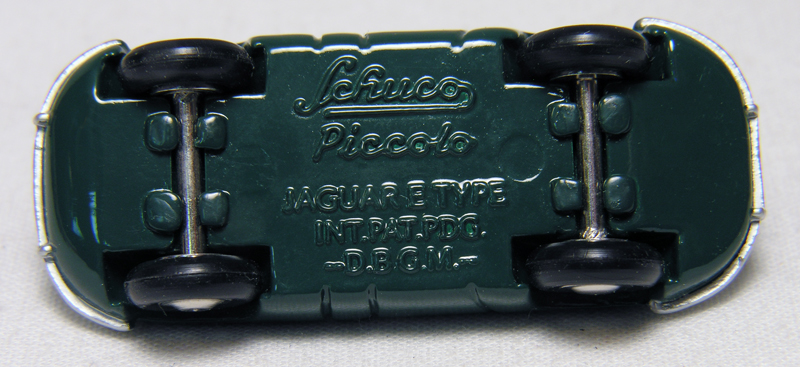 Schuco
Piccolo
JAGUAR E TYPE
INT.PAT.PDG.
-D.B.G.M.-